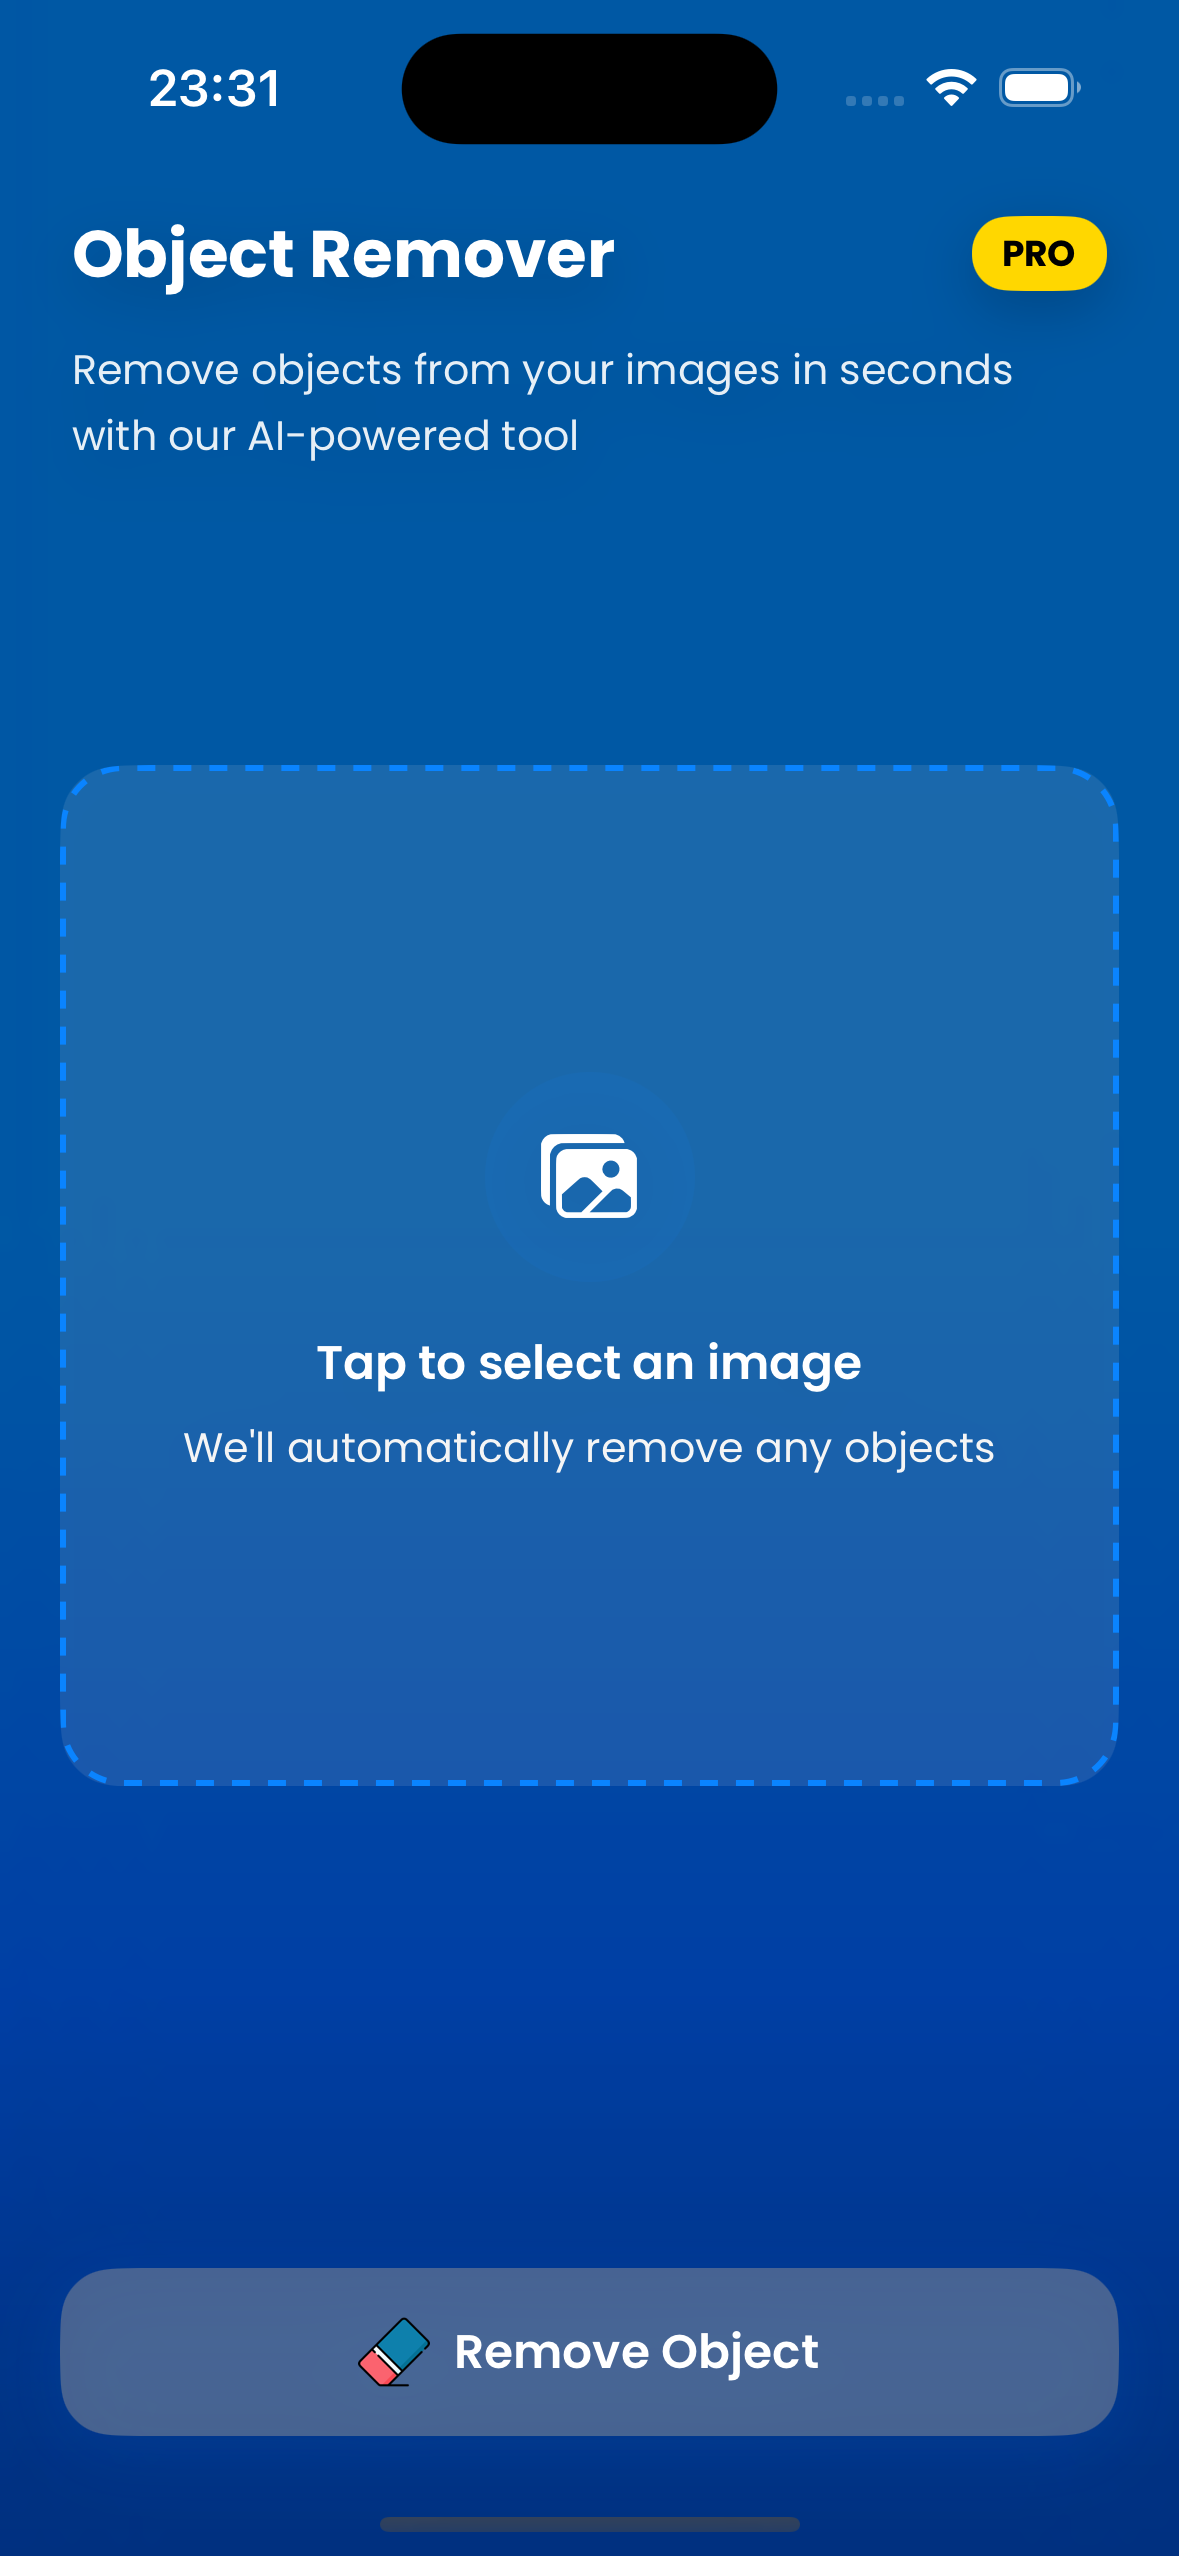 23:31
Object Remover
PRO
Remove objects from your images in seconds
with our AI-powered tool
Tap to select an image
We'll automatically remove any objects
Remove Object